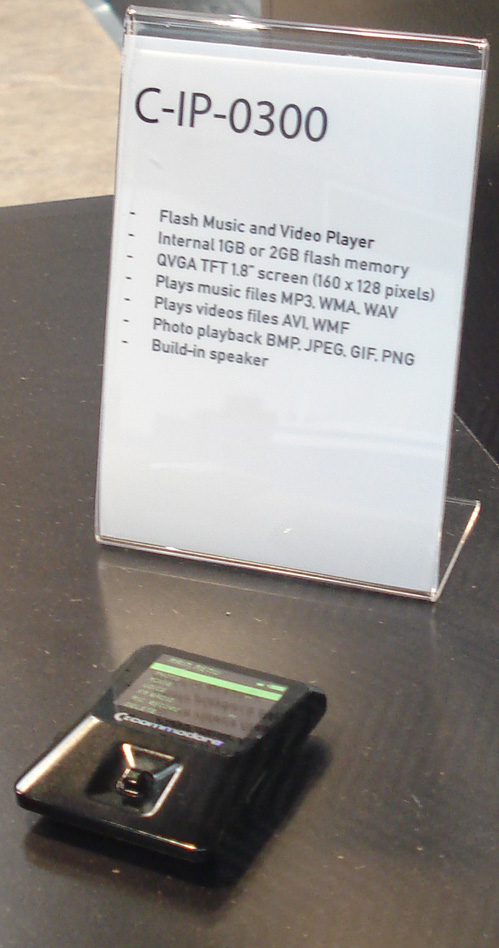 C-IP-0300
- Flash Music and Video Player
- Internal 1GB or 2GB flash memory
- QVGA TFT 1.8" screen (160 x 128 pixels)
- Plays music files MP3, WMA, WAV
- Plays videos files AVI, WMF
- Photo playback BMP, JPEG, GIF, PNG
- Build-in speaker
commodore